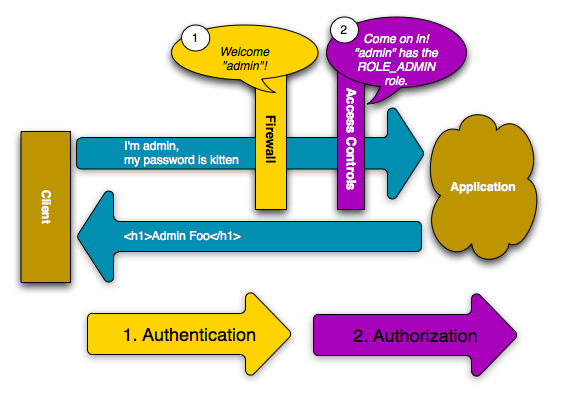 1
Welcome
"admin"!
2
Come on in!
"admin" has the
ROLE_ADMIN
role.
Firewall
Access Controls
I'm admin,
my password is kitten
Client
Application
<h1>Admin Foo</h1>
1. Authentication
2. Authorization